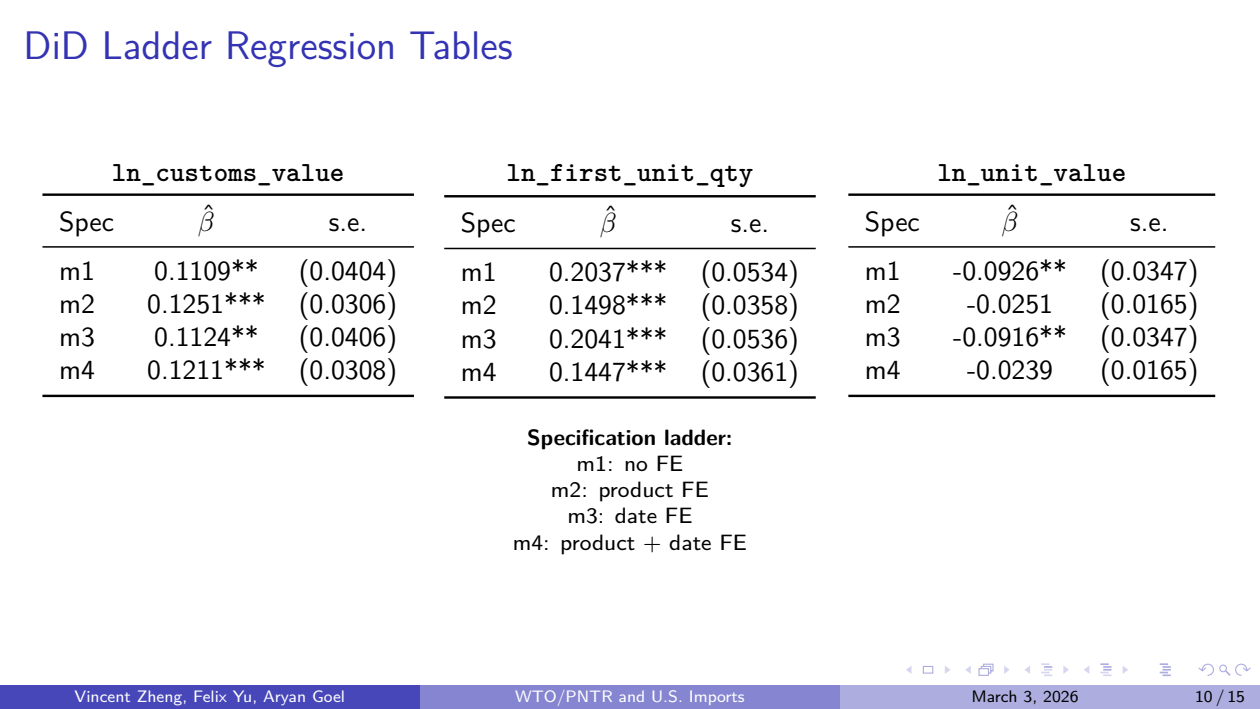 DiD Ladder Regression Tables
ln_customs_value
Spec β̂ s.e.
m1 0.1109** (0.0404)
m2 0.1251*** (0.0306)
m3 0.1124** (0.0406)
m4 0.1211*** (0.0308)
ln_first_unit_qty
Spec β̂ s.e.
m1 0.2037*** (0.0534)
m2 0.1498*** (0.0358)
m3 0.2041*** (0.0536)
m4 0.1447*** (0.0361)
ln_unit_value
Spec β̂ s.e.
m1 -0.0926** (0.0347)
m2 -0.0251 (0.0165)
m3 -0.0916** (0.0347)
m4 -0.0239 (0.0165)
Specification ladder:
m1: no FE
m2: product FE
m3: date FE
m4: product + date FE
Vincent Zheng, Felix Yu, Aryan Goel WTO/PNTR and U.S. Imports March 3, 2026 10 / 15